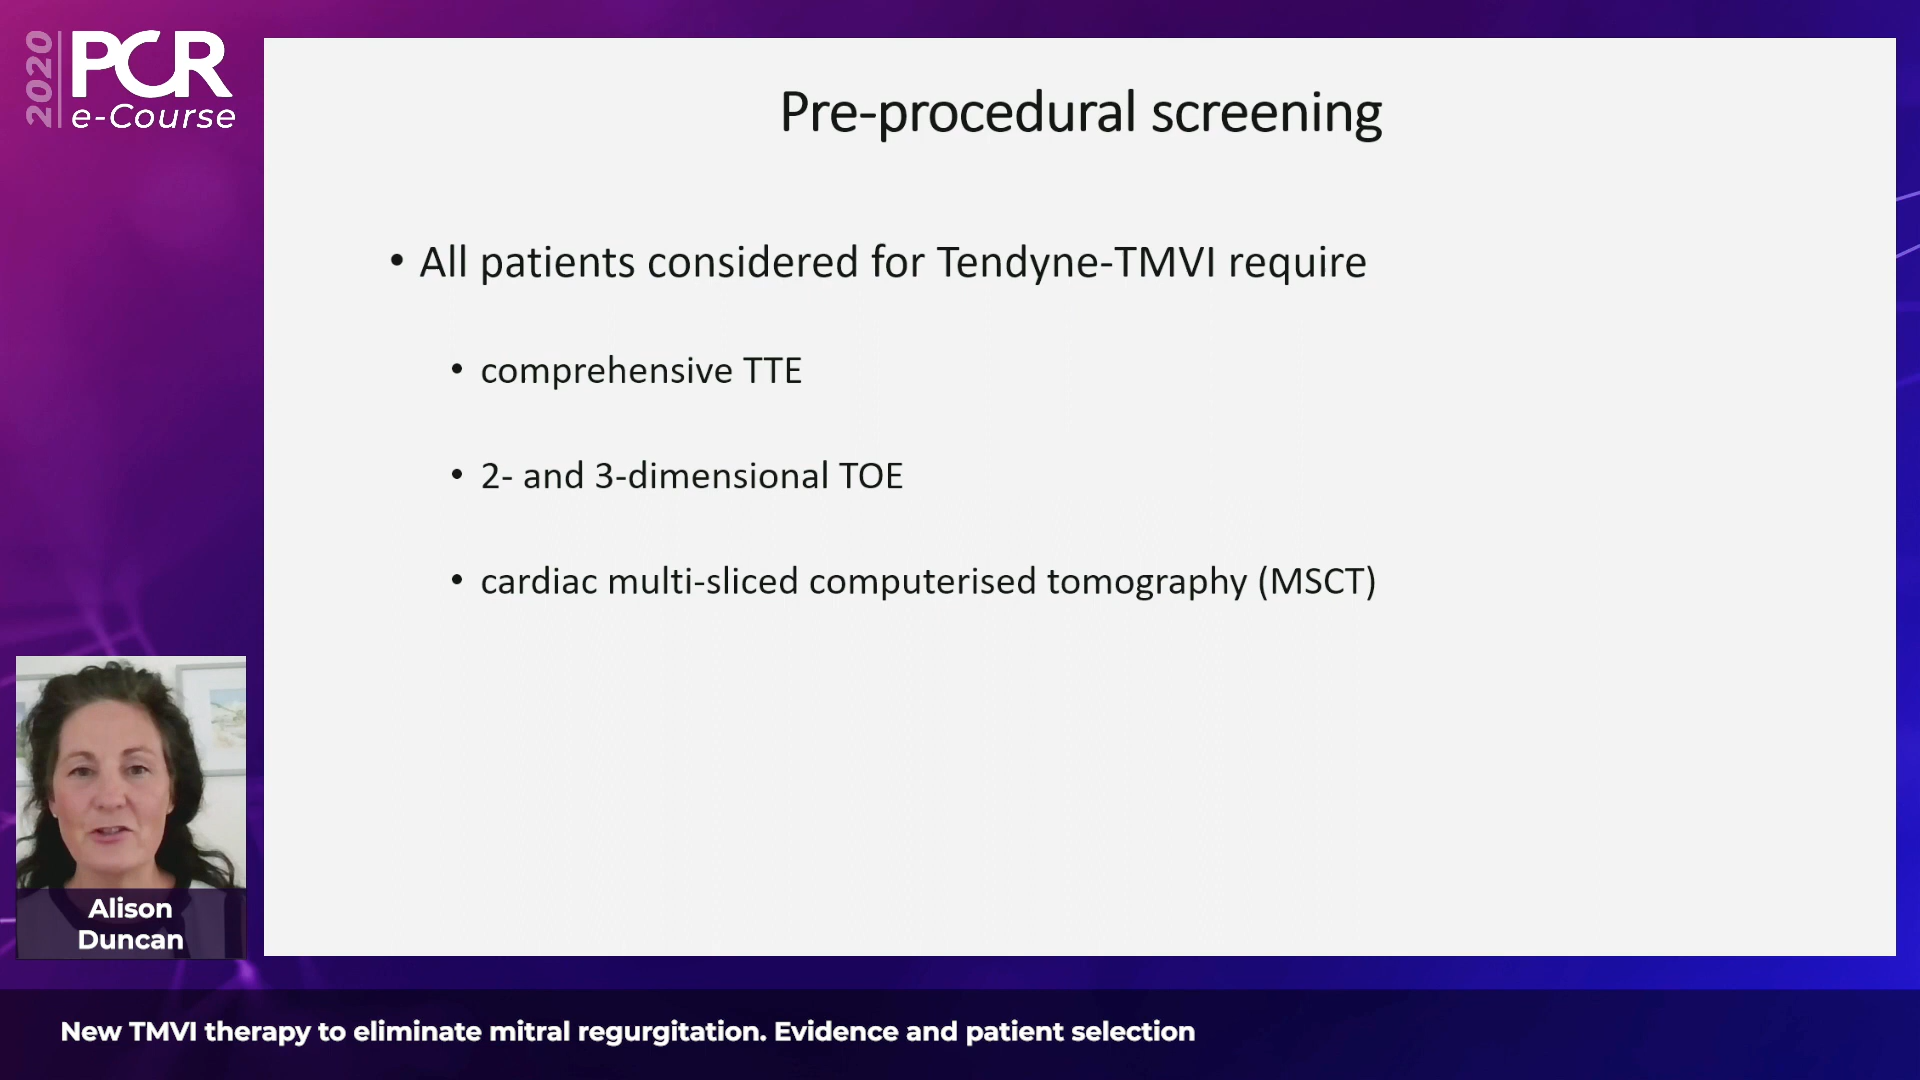 2020
PCR
e-Course
Pre-procedural screening
• All patients considered for Tendyne-TMVI require
• comprehensive TTE
• 2- and 3-dimensional TOE
• cardiac multi-sliced computerised tomography (MSCT)
Alison
Duncan
New TMVI therapy to eliminate mitral regurgitation. Evidence and patient selection